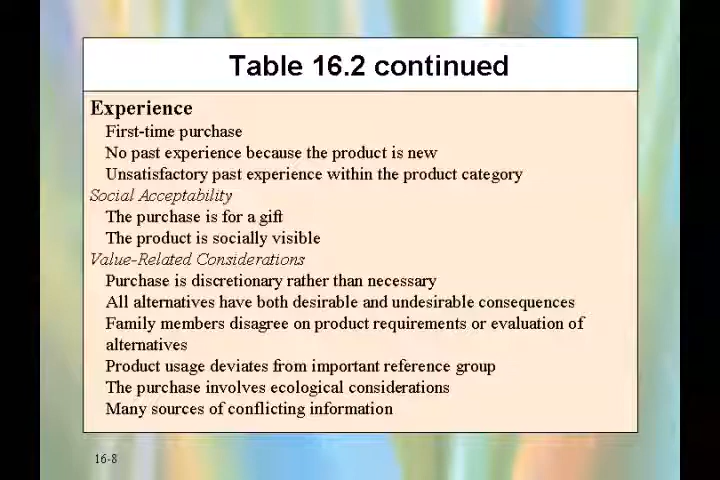 Table 16.2 continued
Experience
First-time purchase
No past experience because the product is new
Unsatisfactory past experience within the product category
Social Acceptability
The purchase is for a gift
The product is socially visible
Value-Related Considerations
Purchase is discretionary rather than necessary
All alternatives have both desirable and undesirable consequences
Family members disagree on product requirements or evaluation of
alternatives
Product usage deviates from important reference group
The purchase involves ecological considerations
Many sources of conflicting information
16-8